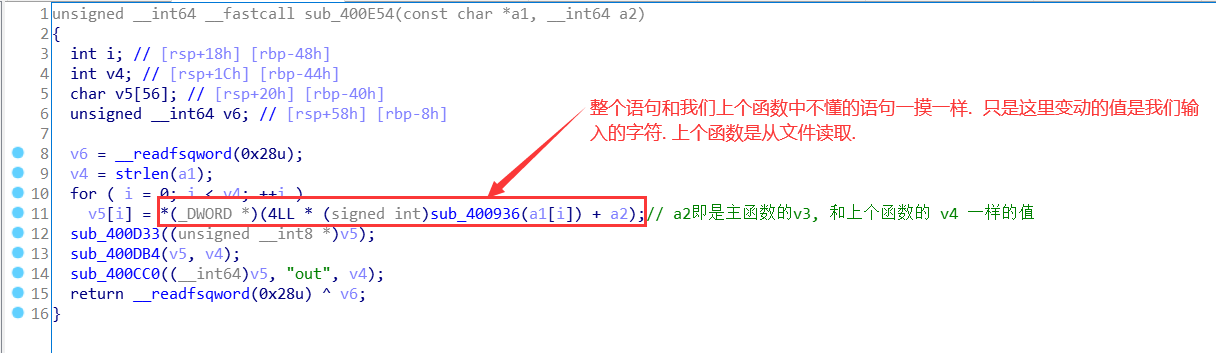 1 unsigned __int64 __fastcall sub_400E54(const char *a1, __int64 a2)
2 {
3 int i; // [rsp+18h] [rbp-48h]
4 int v4; // [rsp+1Ch] [rbp-44h]
5 char v5[56]; // [rsp+20h] [rbp-40h]
6 unsigned __int64 v6; // [rsp+58h] [rbp-8h]
整个语句和我们上个函数中不懂的语句一摸一样. 只是这里变动的值是我们输
入的字符. 上个函数是从文件读取.
7
8 v6 = __readfsqword(0x28u);
9 v4 = strlen(a1);
10 for ( i = 0; i < v4; ++i )
11 v5[i] = *(_DWORD *)(4LL * (signed int)sub_400936(a1[i]) + a2);// a2即是主函数的v3, 和上个函数的 v4 一样的值
12 sub_400D33((unsigned __int8 *)v5);
13 sub_400DB4(v5, v4);
14 sub_400CC0((__int64)v5, "out", v4);
15 return __readfsqword(0x28u) ^ v6;
16 }